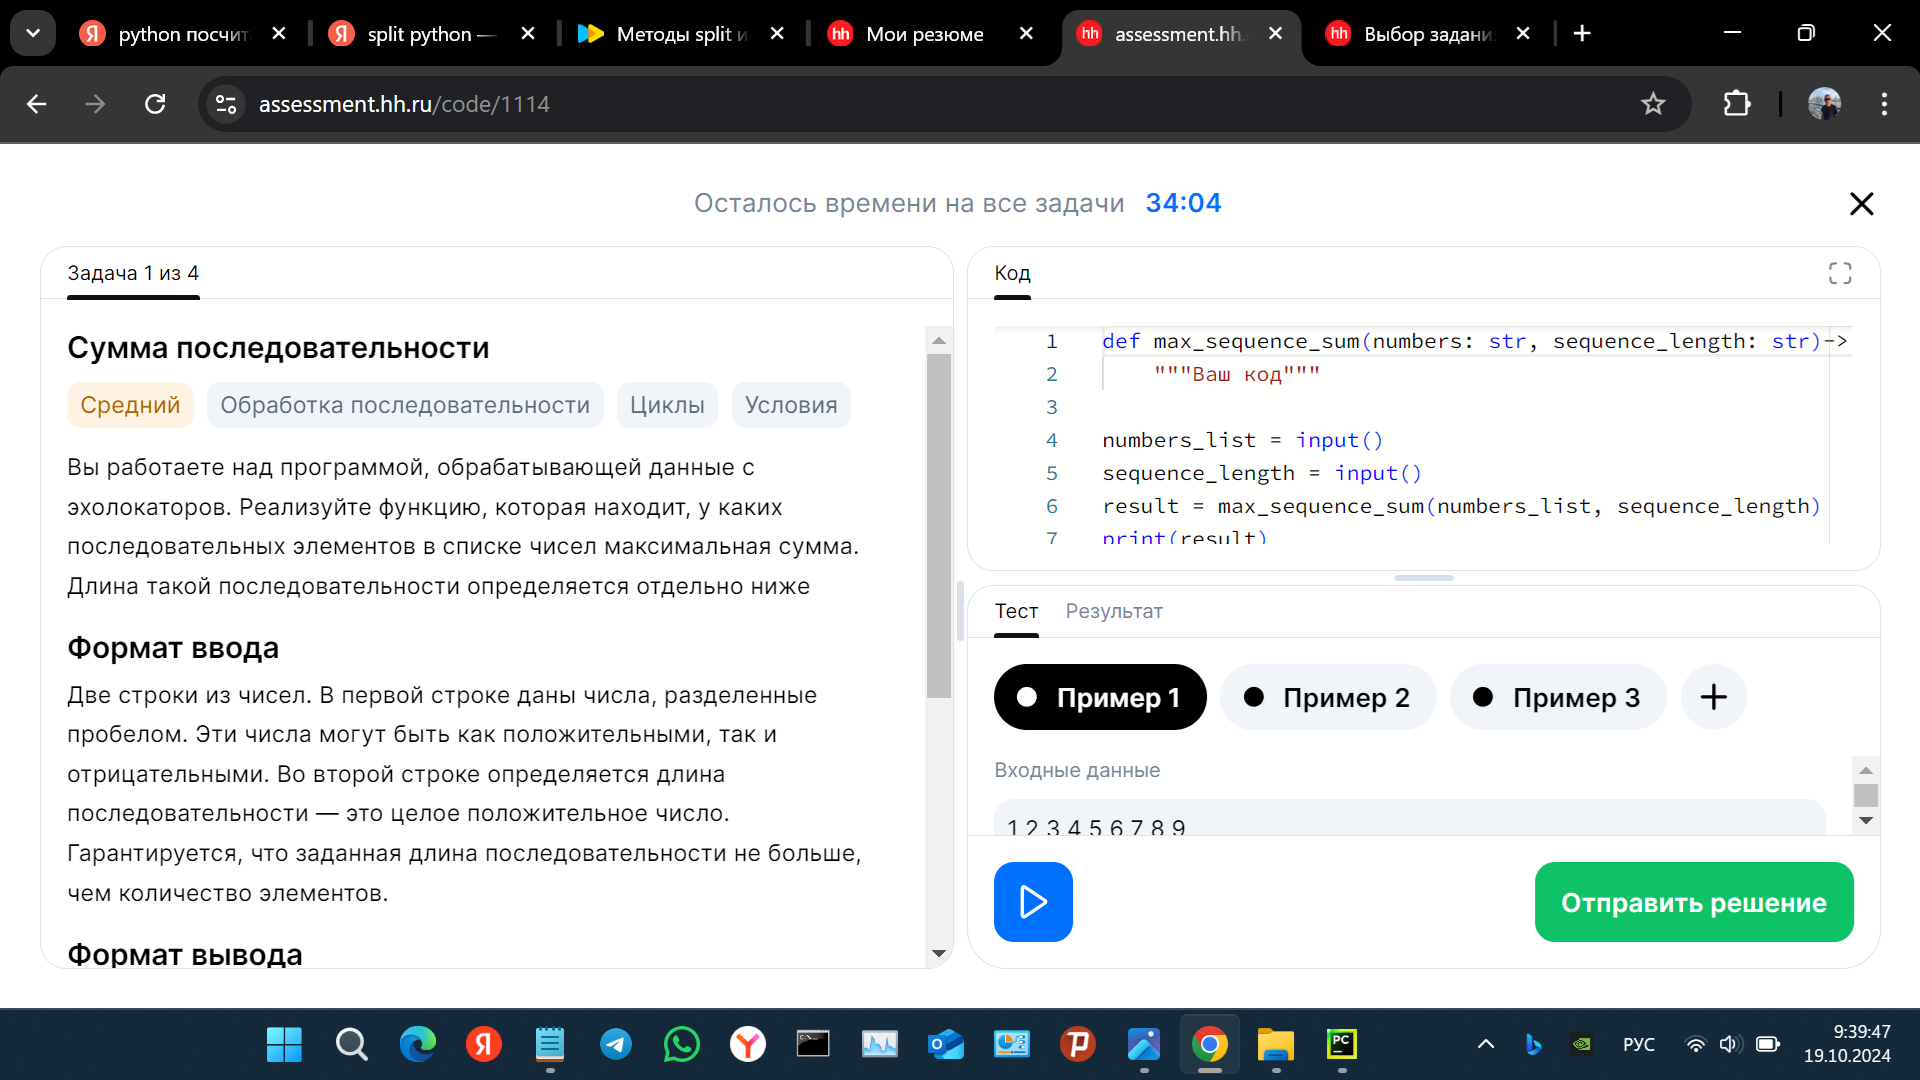 python посчит
split python —
Методы split и
Мои резюме
assessment.hh.
Выбор задани
assessment.hh.ru/code/1114
Осталось времени на все задачи 34:04
Задача 1 из 4
Сумма последовательности
Средний Обработка последовательности Циклы Условия
Вы работаете над программой, обрабатывающей данные с
эхолокаторов. Реализуйте функцию, которая находит, у каких
последовательных элементов в списке чисел максимальная сумма.
Длина такой последовательности определяется отдельно ниже
Формат ввода
Две строки из чисел. В первой строке даны числа, разделенные
пробелом. Эти числа могут быть как положительными, так и
отрицательными. Во второй строке определяется длина
последовательности — это целое положительное число.
Гарантируется, что заданная длина последовательности не больше,
чем количество элементов.
Формат вывода
Код
1 def max_sequence_sum(numbers: str, sequence_length: str)->
2 """Ваш код"""
3
4 numbers_list = input()
5 sequence_length = input()
6 result = max_sequence_sum(numbers_list, sequence_length)
7 print(result)
Тест Результат
Пример 1 Пример 2 Пример 3 +
Входные данные
1 2 3 4 5 6 7 8 9
Отправить решение
РУС
9:39:47
19.10.2024